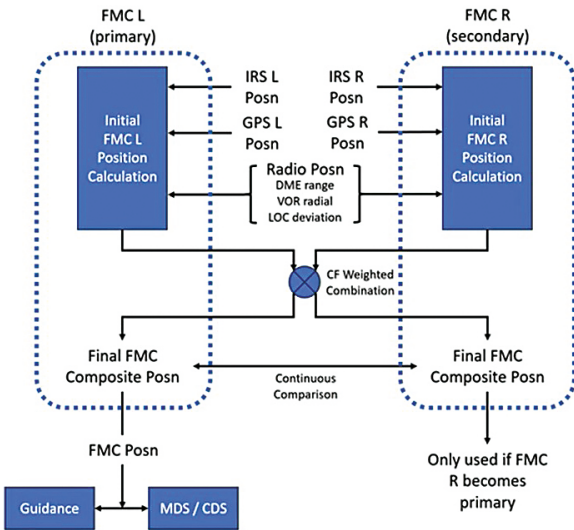 FMC L
(primary)
FMC R
(secondary)
Initial
FMC L
Position
Calculation
IRS L
Posn
GPS L
Posn
IRS R
Posn
GPS R
Posn
Initial
FMC R
Position
Calculation
Radio Posn
DME range
VOR radial
LOC deviation
CF Weighted
Combination
Final FMC
Composite Posn
Continuous
Comparison
Final FMC
Composite Posn
FMC Posn
Only used if FMC
R becomes
primary
Guidance
MDS / CDS